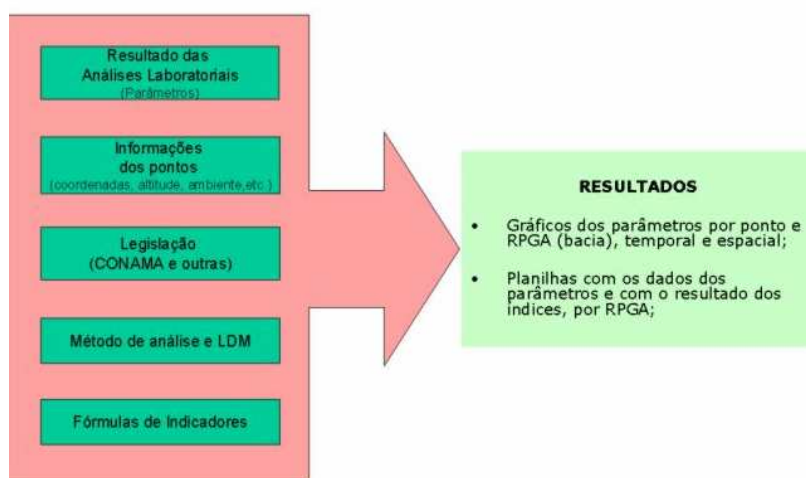 Resultado das
Análises Laboratoriais
(Parâmetros)
Informações
dos pontos
(coordenadas, altitude, ambiente,etc.)
Legislação
(CONAMA e outras)
Método de análise e LDM
Fórmulas de Indicadores
RESULTADOS
• Gráficos dos parâmetros por ponto e
RPGA (bacia), temporal e espacial;
• Planilhas com os dados dos
parâmetros e com o resultado dos
índices, por RPGA;